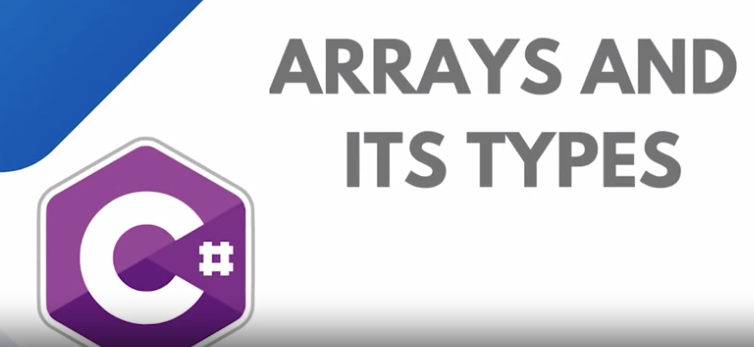 ARRAYS AND
ITS TYPES
C#